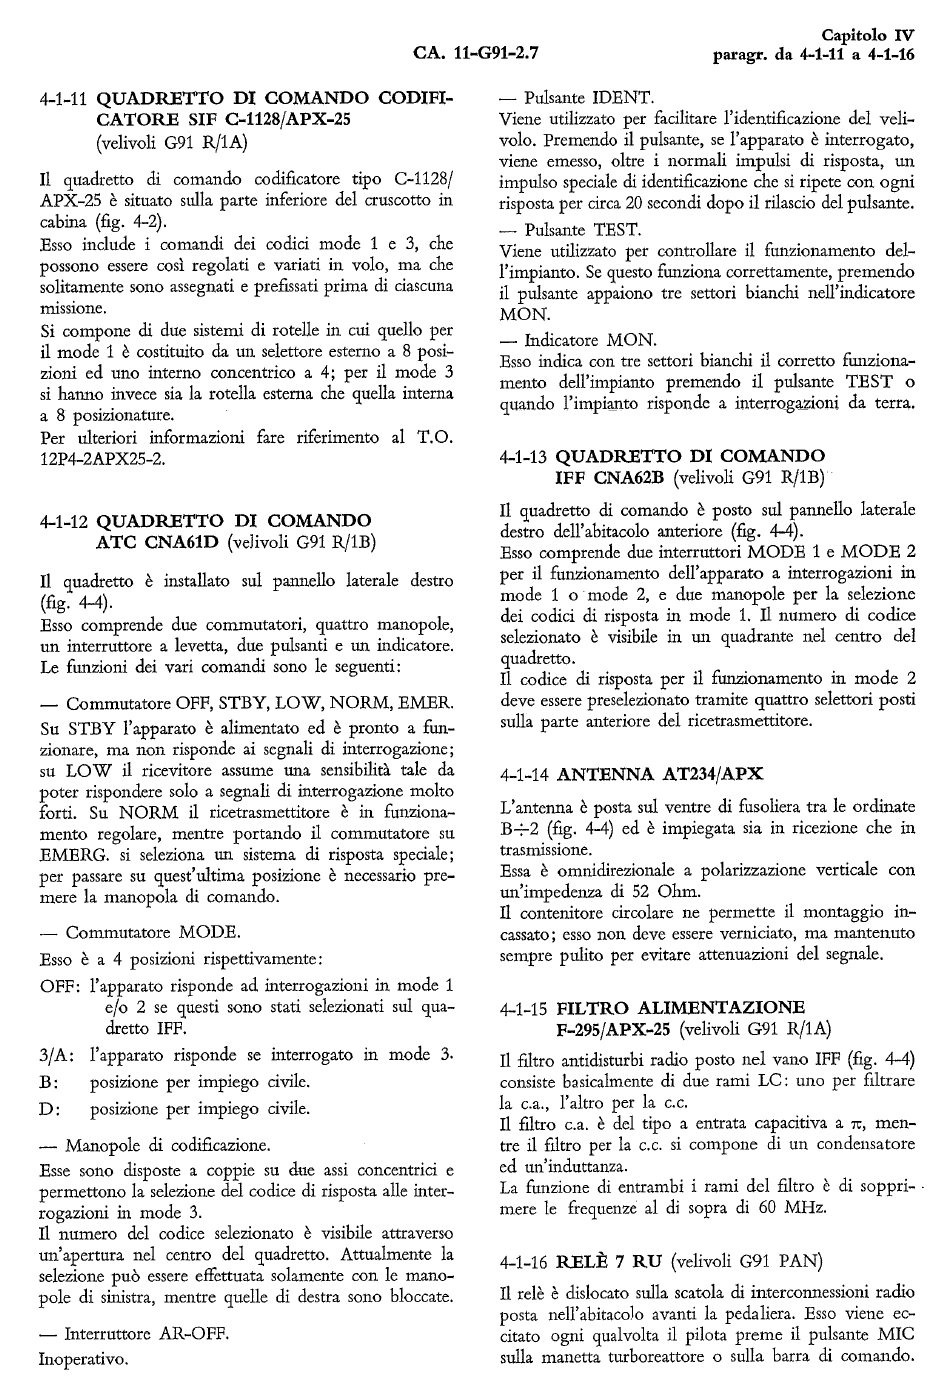 Capitolo IV
CA. 11-G91-2.7
paragr. da 4-1-11 a 4-1-16
4-1-11 QUADRETTO DI COMANDO CODIFI-
CATORE SIF C-1128/APX-25
(velivoli G91 R/1A)
Il quadretto di comando codificatore tipo C-1128/
APX-25 è situato sulla parte inferiore del cruscotto in
cabina (fig. 4-2).
Esso include i comandi dei codici mode 1 e 3, che
possono essere così regolati e variati in volo, ma che
solitamente sono assegnati e prefissati prima di ciascuna
missione.
Si compone di due sistemi di rotelle in cui quello per
il mode 1 è costituito da un selettore esterno a 8 posi-
zioni ed uno interno concentrico a 4; per il mode 3
si hanno invece sia la rotella esterna che quella interna
a 8 posizionature.
Per ulteriori informazioni fare riferimento al T.O.
12P4-2APX25-2.
4-1-12 QUADRETTO DI COMANDO
ATC CNA61D (velivoli G91 R/1B)
Il quadretto è installato sul pannello laterale destro
(fig. 4-4).
Esso comprende due commutatori, quattro manopole,
un interruttore a levetta, due pulsanti e un indicatore.
Le funzioni dei vari comandi sono le seguenti:
— Commutatore OFF, STBY, LOW, NORM, EMER.
Su STBY l'apparato è alimentato ed è pronto a fun-
zionare, ma non risponde ai segnali di interrogazione;
su LOW il ricevitore assume una sensibilità tale da
poter rispondere solo a segnali di interrogazione molto
forti. Su NORM il ricetrasmettitore è in funziona-
mento regolare, mentre portando il commutatore su
EMERG. si seleziona un sistema di risposta speciale;
per passare su quest'ultima posizione è necessario pre-
mere la manopola di comando.
— Commutatore MODE.
Esso è a 4 posizioni rispettivamente:
OFF: l'apparato risponde ad interrogazioni in mode 1
e/o 2 se questi sono stati selezionati sul qua-
dretto IFF.
3/A: l'apparato risponde se interrogato in mode 3.
B: posizione per impiego civile.
D: posizione per impiego civile.
— Manopole di codificazione.
Esse sono disposte a coppie su due assi concentrici e
permettono la selezione del codice di risposta alle inter-
rogazioni in mode 3.
Il numero del codice selezionato è visibile attraverso
un'apertura nel centro del quadretto. Attualmente la
selezione può essere effettuata solamente con le mano-
pole di sinistra, mentre quelle di destra sono bloccate.
— Interruttore AR-OFF.
Inoperativo.
— Pulsante IDENT.
Viene utilizzato per facilitare l'identificazione del veli-
volo. Premendo il pulsante, se l'apparato è interrogato,
viene emesso, oltre i normali impulsi di risposta, un
impulso speciale di identificazione che si ripete con ogni
risposta per circa 20 secondi dopo il rilascio del pulsante.
— Pulsante TEST.
Viene utilizzato per controllare il funzionamento del-
l'impianto. Se questo funziona correttamente, premendo
il pulsante appaiono tre settori bianchi nell'indicatore
MON.
— Indicatore MON.
Esso indica con tre settori bianchi il corretto funziona-
mento dell'impianto premendo il pulsante TEST o
quando l'impianto risponde a interrogazioni da terra.
4-1-13 QUADRETTO DI COMANDO
IFF CNA62B (velivoli G91 R/1B)
Il quadretto di comando è posto sul pannello laterale
destro dell'abitacolo anteriore (fig. 4-4).
Esso comprende due interruttori MODE 1 e MODE 2
per il funzionamento dell'apparato a interrogazioni in
mode 1 o mode 2, e due manopole per la selezione
dei codici di risposta in mode 1. Il numero di codice
selezionato è visibile in un quadrante nel centro del
quadretto.
Il codice di risposta per il funzionamento in mode 2
deve essere preselezionato tramite quattro selettori posti
sulla parte anteriore del ricetrasmettitore.
4-1-14 ANTENNA AT234/APX
L'antenna è posta sul ventre di fusoliera tra le ordinate
B÷2 (fig. 4-4) ed è impiegata sia in ricezione che in
trasmissione.
Essa è omnidirezionale a polarizzazione verticale con
un'impedenza di 52 Ohm.
Il contenitore circolare ne permette il montaggio in-
cassato; esso non deve essere verniciato, ma mantenuto
sempre pulito per evitare attenuazioni del segnale.
4-1-15 FILTRO ALIMENTAZIONE
F-295/APX-25 (velivoli G91 R/1A)
Il filtro antidisturbi radio posto nel vano IFF (fig. 4-4)
consiste basicalmente di due rami LC: uno per filtrare
la c.a., l'altro per la c.c.
Il filtro c.a. è del tipo a entrata capacitiva a π, men-
tre il filtro per la c.c. si compone di un condensatore
ed un'induttanza.
La funzione di entrambi i rami del filtro è di soppri-
mere le frequenze al di sopra di 60 MHz.
4-1-16 RELÈ 7 RU (velivoli G91 PAN)
Il relè è dislocato sulla scatola di interconnessioni radio
posta nell'abitacolo avanti la pedaliera. Esso viene ec-
citato ogni qualvolta il pilota preme il pulsante MIC
sulla manetta turboreattore o sulla barra di comando.